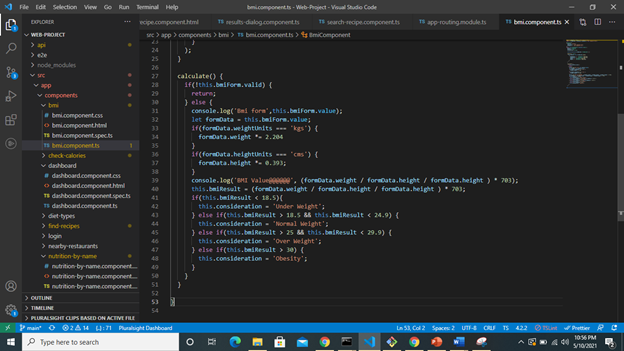 File Edit Selection View Go Run Terminal Help
bmi.component.ts - Web-Project - Visual Studio Code
EXPLORER
recipe.component.html
results-dialog.component.ts
search-recipe.component.ts
app-routing.module.ts
bmi.component.ts
WEB-PROJECT
src > app > components > bmi > TS bmi.component.ts > BmiComponent
api
e2e
node_modules
src
app
components
bmi
bmi.component.css
bmi.component.html
TS bmi.component.spec.ts
TS bmi.component.ts 1
check-calories
dashboard
dashboard.component.css
dashboard.component.html
TS dashboard.component.spec.ts
TS dashboard.component.ts
diet-types
find-recipes
login
nearby-restaurants
nutrition-by-name
nutrition-by-name.component....
nutrition-by-name.component....
nutrition-by-name.component....
OUTLINE
TIMELINE
PLURALSIGHT CLIPS BASED ON ACTIVE FILE
23 }
24 );
25 }
26
27 calculate() {
28 if(!this.bmiForm.valid) {
29 return;
30 } else {
31 console.log('Bmi form',this.bmiForm.value);
32 let formData = this.bmiForm.value;
33 if(formData.weightUnits === 'kgs') {
34 formData.weight *= 2.204
35 }
36 if(formData.heightUnits === 'cms') {
37 formData.height *= 0.393;
38 }
39 console.log('BMI Value@@@@@@', (formData.weight / formData.height / formData.height ) * 703);
40 this.bmiResult = (formData.weight / formData.height / formData.height ) * 703;
41 if(this.bmiResult < 18.5){
42 this.consideration = 'Under Weight';
43 } else if(this.bmiResult > 18.5 && this.bmiResult < 24.9) {
44 this.consideration = 'Normal Weight';
45 } else if(this.bmiResult > 25 && this.bmiResult < 29.9) {
46 this.consideration = 'Over Weight';
47 } else if(this.bmiResult > 30) {
48 this.consideration = 'Obesity';
49 }
50 }
51 }
52
53 }
54
main*
2 14
{..} : 71
Pluralsight Dashboard
Ln 53, Col 2
Spaces: 2
UTF-8
CRLF
TS
4.2.2
TSLint
Prettier
Type here to search
10:56 PM
5/10/2021